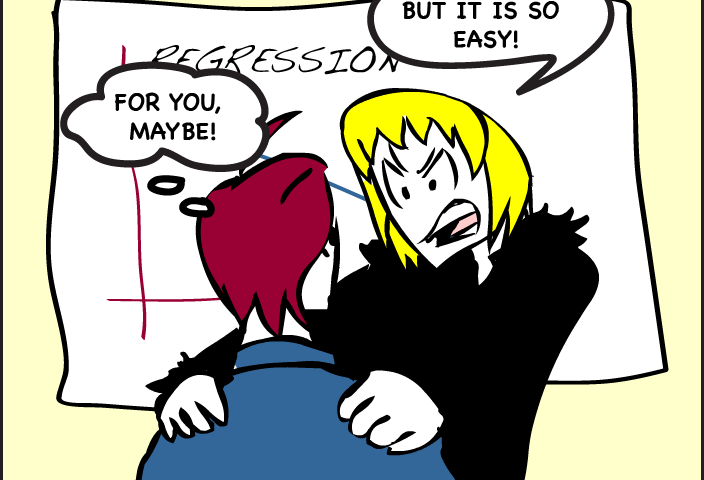 BUT IT IS SO
EASY!
REGRESSION
FOR YOU,
MAYBE!